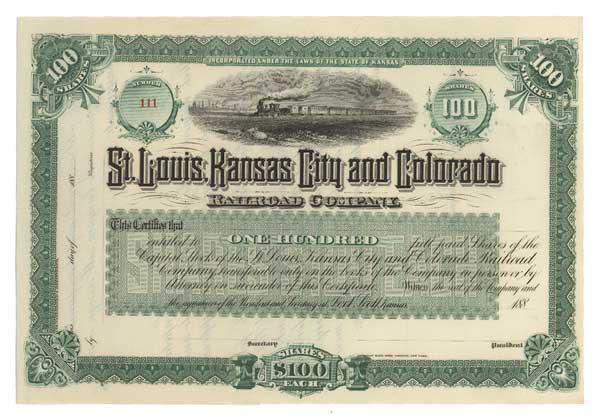 100 SHARES
100 SHARES
INCORPORATED UNDER THE LAWS OF THE STATE OF KANSAS
NUMBER
111
SHARES
100
St. Louis, Kansas City and Colorado
RAILROAD COMPANY.
This Certifies that
entitled to ONE HUNDRED full-paid Shares of the
Capital Stock of the St. Louis, Kansas City and Colorado Railroad
Company, transferable only on the books of the Company in person or by
Attorney on surrender of this Certificate. Witness the seal of the Company and
the signatures of the President and Secretary at Fort Scott, Kansas 188
Secretary
President
SHARES
$100
EACH
188